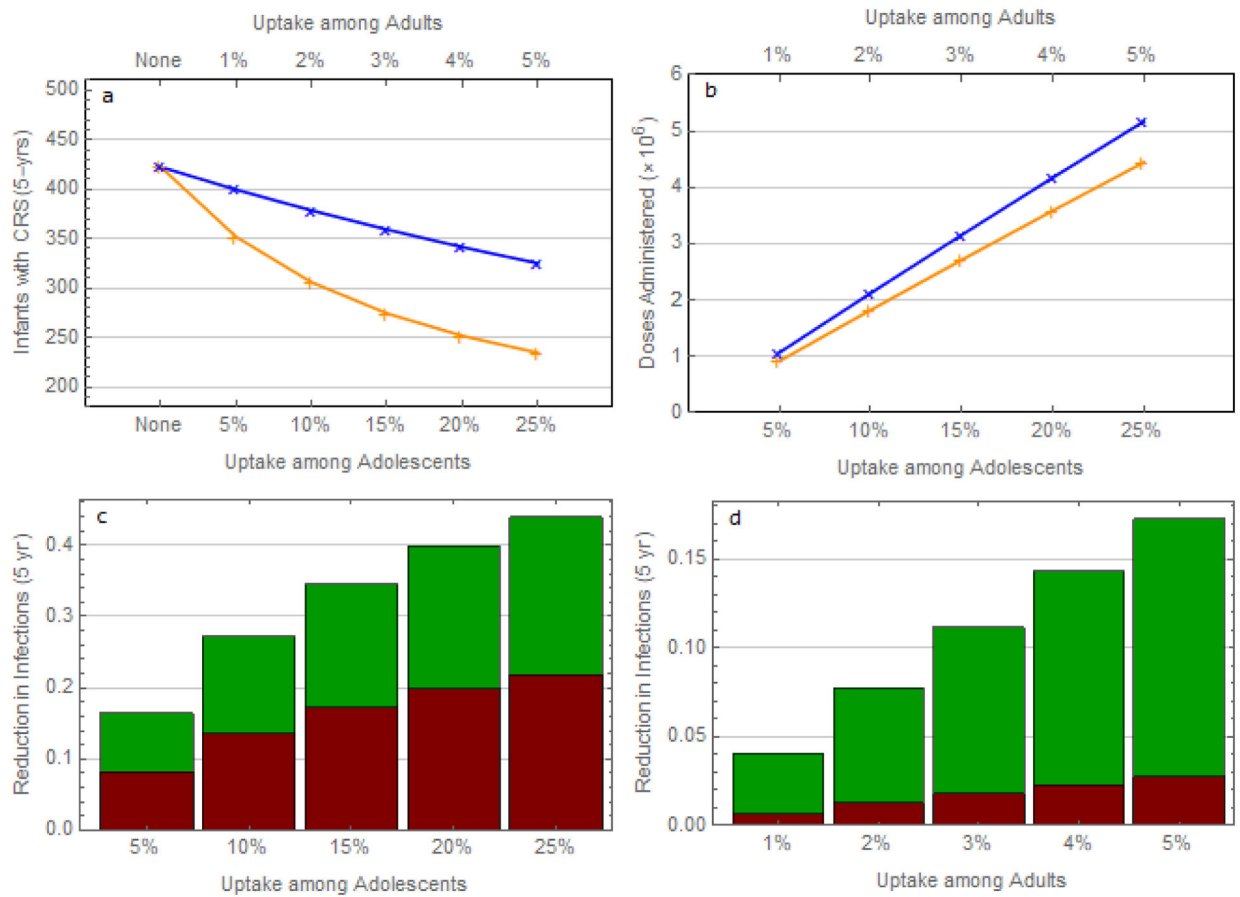 Uptake among Adults
None 1% 2% 3% 4% 5%
a
500
450
400
350
300
250
200
Infants with CRS (5-yrs)
None 5% 10% 15% 20% 25%
Uptake among Adolescents
Uptake among Adults
1% 2% 3% 4% 5%
b
6
5
4
3
2
1
0
Doses Administered (× 10⁶)
5% 10% 15% 20% 25%
Uptake among Adolescents
c
0.4
0.3
0.2
0.1
0.0
Reduction in Infections (5 yr)
5% 10% 15% 20% 25%
Uptake among Adolescents
d
0.15
0.10
0.05
0.00
Reduction in Infections (5 yr)
1% 2% 3% 4% 5%
Uptake among Adults